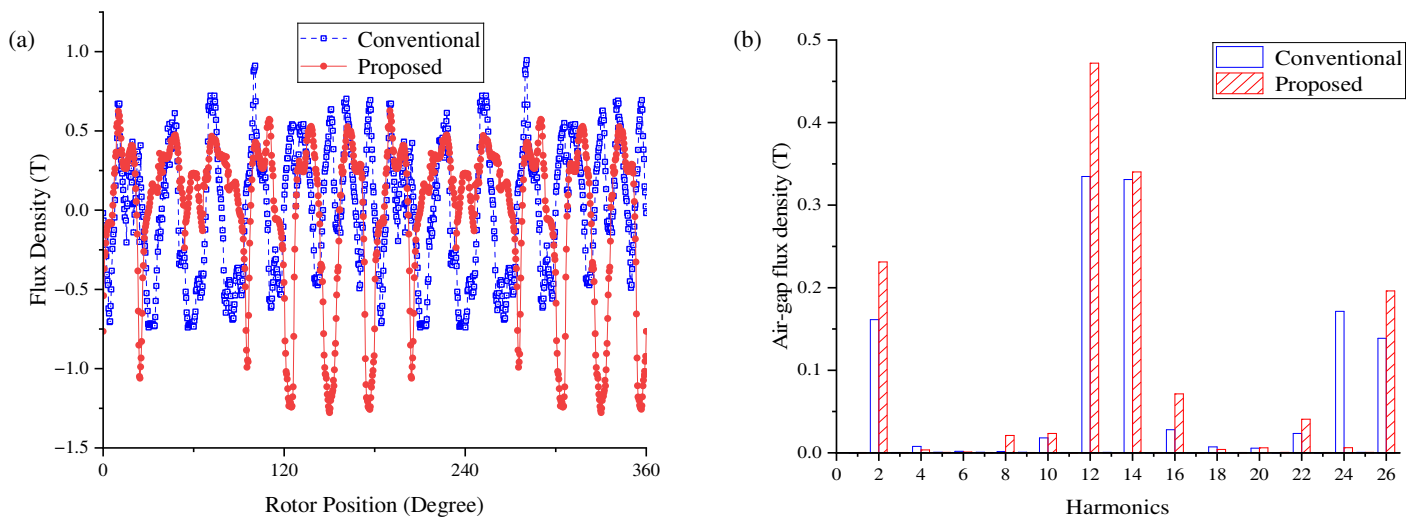 (a)
Conventional
Proposed
1.0
0.5
0.0
−0.5
−1.0
−1.5
Flux Density (T)
0
120
240
360
Rotor Position (Degree)
(b)
Conventional
Proposed
0.5
0.4
0.3
0.2
0.1
0.0
Air-gap flux density (T)
0 2 4 6 8 10 12 14 16 18 20 22 24 26
Harmonics